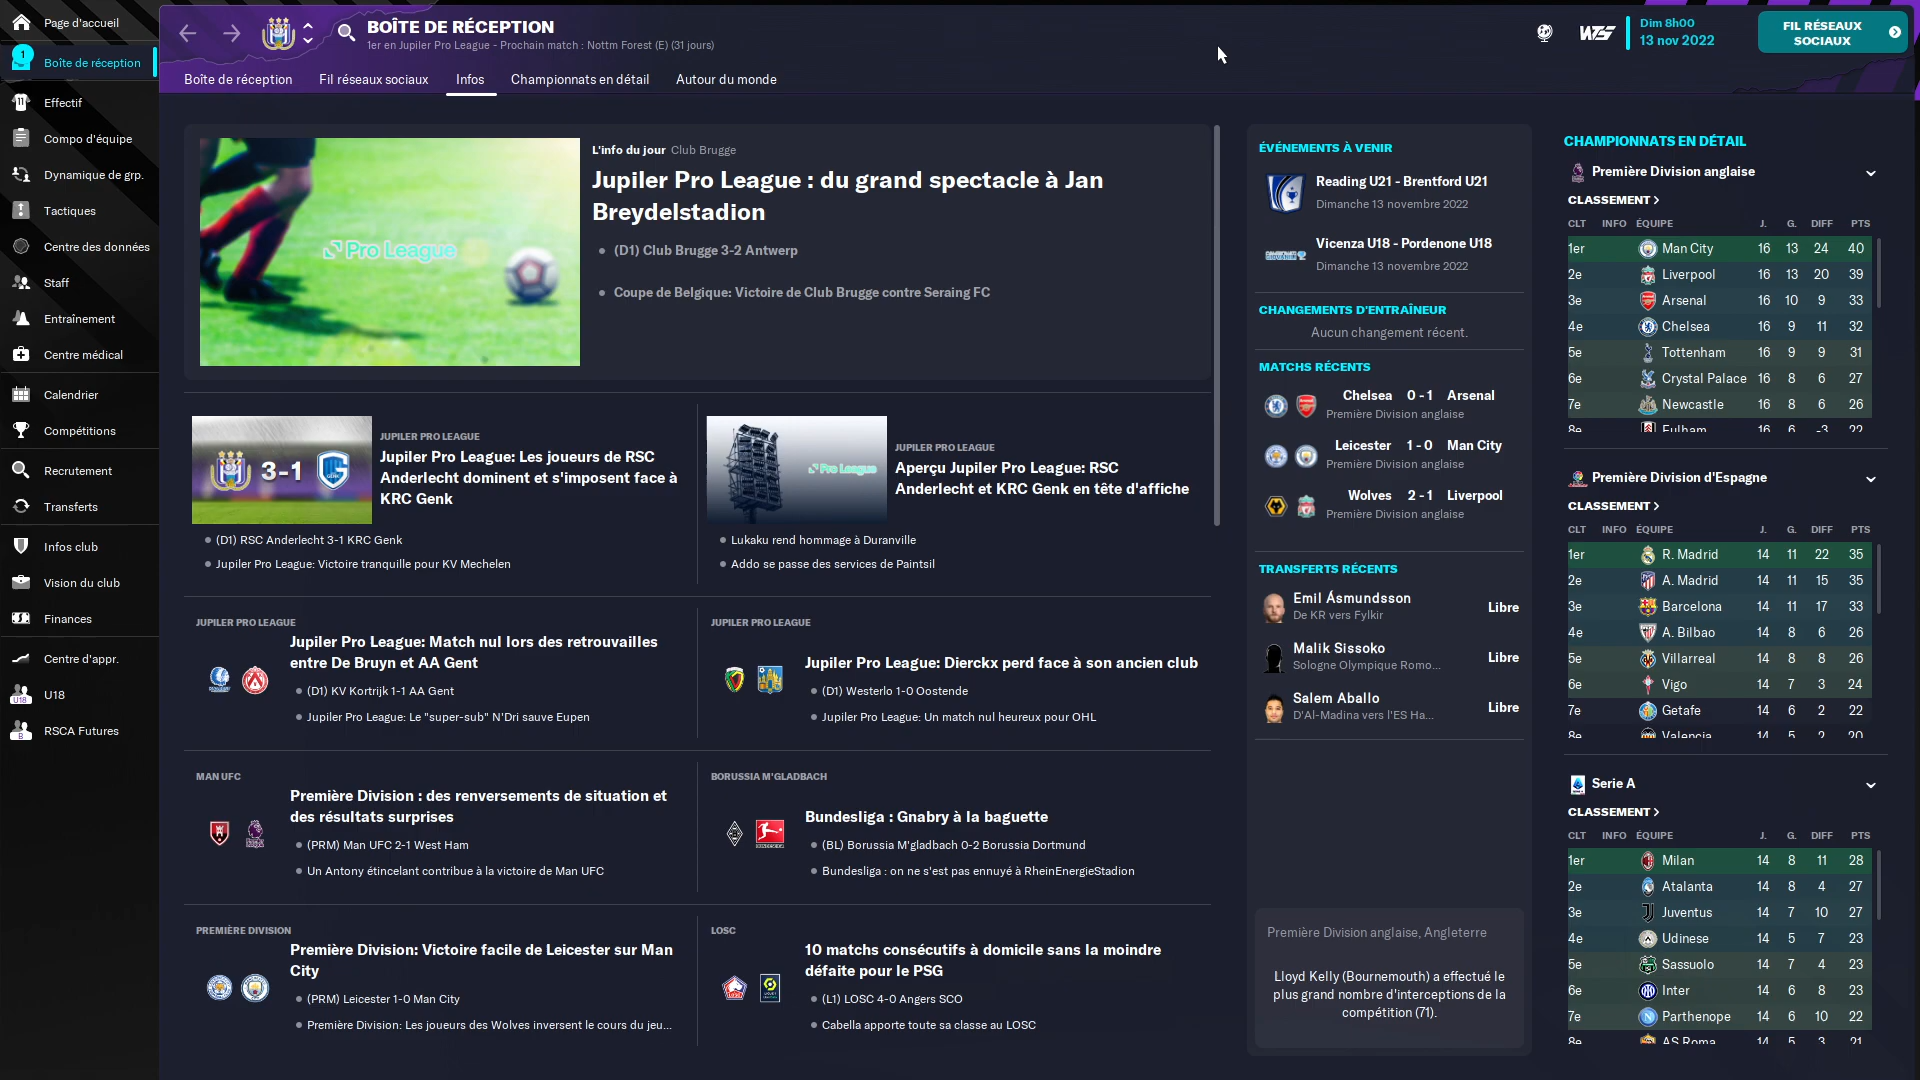 Page d'accueil
1
Boîte de réception
Effectif
Compo d'équipe
Dynamique de grp.
Tactiques
Centre des données
Staff
Entraînement
Centre médical
Calendrier
Compétitions
Recrutement
Transferts
Infos club
Vision du club
Finances
Centre d'appr.
U18
U18
B
RSCA Futures
BOÎTE DE RÉCEPTION
1er en Jupiler Pro League - Prochain match : Nottm Forest (E) (31 jours)
Dim 8h00
13 nov 2022
FIL RÉSEAUX
SOCIAUX
Boîte de réception
Fil réseaux sociaux
Infos
Championnats en détail
Autour du monde
Pro League
L'info du jour Club Brugge
Jupiler Pro League : du grand spectacle à Jan
Breydelstadion
(D1) Club Brugge 3-2 Antwerp
Coupe de Belgique: Victoire de Club Brugge contre Seraing FC
3-1
JUPILER PRO LEAGUE
Jupiler Pro League: Les joueurs de RSC
Anderlecht dominent et s'imposent face à
KRC Genk
(D1) RSC Anderlecht 3-1 KRC Genk
Jupiler Pro League: Victoire tranquille pour KV Mechelen
Pro League
JUPILER PRO LEAGUE
Aperçu Jupiler Pro League: RSC
Anderlecht et KRC Genk en tête d'affiche
Lukaku rend hommage à Duranville
Addo se passe des services de Paintsil
JUPILER PRO LEAGUE
Jupiler Pro League: Match nul lors des retrouvailles
entre De Bruyn et AA Gent
(D1) KV Kortrijk 1-1 AA Gent
Jupiler Pro League: Le "super-sub" N'Dri sauve Eupen
JUPILER PRO LEAGUE
Jupiler Pro League: Dierckx perd face à son ancien club
(D1) Westerlo 1-0 Oostende
Jupiler Pro League: Un match nul heureux pour OHL
MAN UFC
Première Division : des renversements de situation et
des résultats surprises
(PRM) Man UFC 2-1 West Ham
Un Antony étincelant contribue à la victoire de Man UFC
BORUSSIA M'GLADBACH
Bundesliga : Gnabry à la baguette
(BL) Borussia M'gladbach 0-2 Borussia Dortmund
Bundesliga : on ne s'est pas ennuyé à RheinEnergieStadion
PREMIÈRE DIVISION
Première Division: Victoire facile de Leicester sur Man
City
(PRM) Leicester 1-0 Man City
Première Division: Les joueurs des Wolves inversent le cours du jeu...
LOSC
10 matchs consécutifs à domicile sans la moindre
défaite pour le PSG
(L1) LOSC 4-0 Angers SCO
Cabella apporte toute sa classe au LOSC
ÉVÉNEMENTS À VENIR
Reading U21 - Brentford U21
Dimanche 13 novembre 2022
Vicenza U18 - Pordenone U18
Dimanche 13 novembre 2022
CHANGEMENTS D'ENTRAÎNEUR
Aucun changement récent.
MATCHS RÉCENTS
Chelsea 0 - 1 Arsenal
Première Division anglaise
Leicester 1 - 0 Man City
Première Division anglaise
Wolves 2 - 1 Liverpool
Première Division anglaise
TRANSFERTS RÉCENTS
Emil Ásmundsson
De KR vers Fylkir
Libre
Malik Sissoko
Sologne Olympique Romo...
Libre
Salem Aballo
D'Al-Madina vers l'ES Ha...
Libre
Première Division anglaise, Angleterre
Lloyd Kelly (Bournemouth) a effectué le
plus grand nombre d'interceptions de la
compétition (71).
CHAMPIONNATS EN DÉTAIL
Première Division anglaise
CLASSEMENT
CLT INFO ÉQUIPE J. G. DIFF PTS
1er Man City 16 13 24 40
2e Liverpool 16 13 20 39
3e Arsenal 16 10 9 33
4e Chelsea 16 9 11 32
5e Tottenham 16 9 9 31
6e Crystal Palace 16 8 6 27
7e Newcastle 16 8 6 26
8e Fulham 16 6 -3 22
Première Division d'Espagne
CLASSEMENT
CLT INFO ÉQUIPE J. G. DIFF PTS
1er R. Madrid 14 11 22 35
2e A. Madrid 14 11 15 35
3e Barcelona 14 11 17 33
4e A. Bilbao 14 8 6 26
5e Villarreal 14 8 8 26
6e Vigo 14 7 3 24
7e Getafe 14 6 2 22
8e Valencia 14 5 2 20
Serie A
CLASSEMENT
CLT INFO ÉQUIPE J. G. DIFF PTS
1er Milan 14 8 11 28
2e Atalanta 14 8 4 27
3e Juventus 14 7 10 27
4e Udinese 14 5 7 23
5e Sassuolo 14 7 4 23
6e Inter 14 6 8 23
7e Parthenope 14 6 10 22
8e AS Roma 14 5 3 21